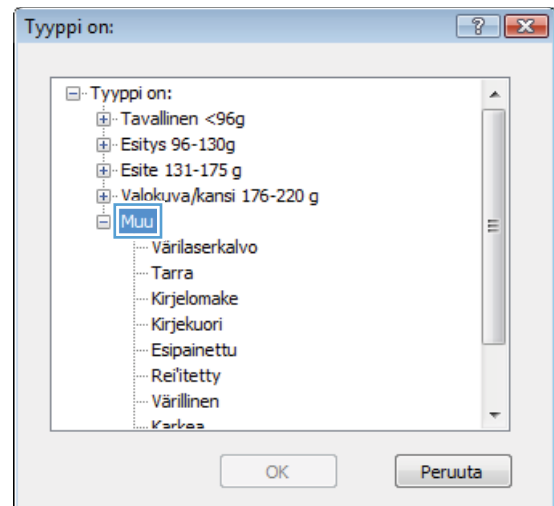 Tyyppi on:
Tyyppi on:
Tavallinen <96g
Esitys 96-130g
Esite 131-175 g
Valokuva/kansi 176-220 g
Muu
Värilaserkalvo
Tarra
Kirjelomake
Kirjekuori
Esipainettu
Rei'itetty
Värillinen
Karkea
OK Peruuta